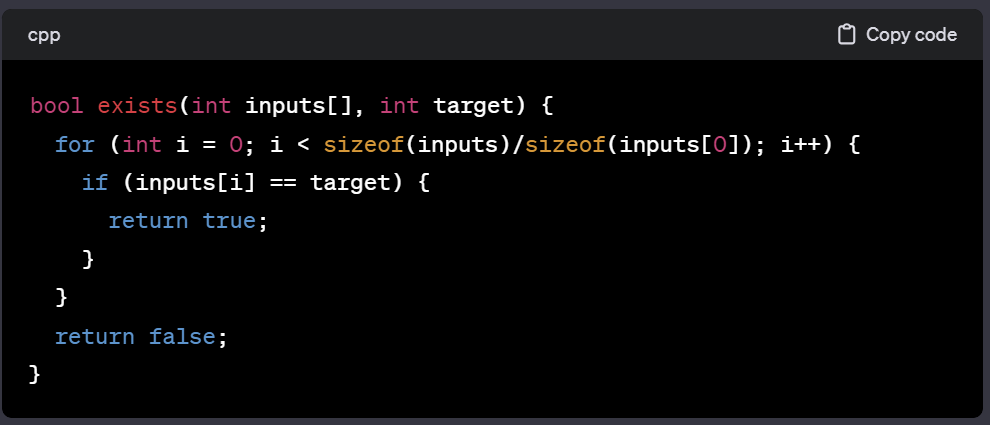 cpp
Copy code
bool exists(int inputs[], int target) {
  for (int i = 0; i < sizeof(inputs)/sizeof(inputs[0]); i++) {
    if (inputs[i] == target) {
      return true;
    }
  }
  return false;
}